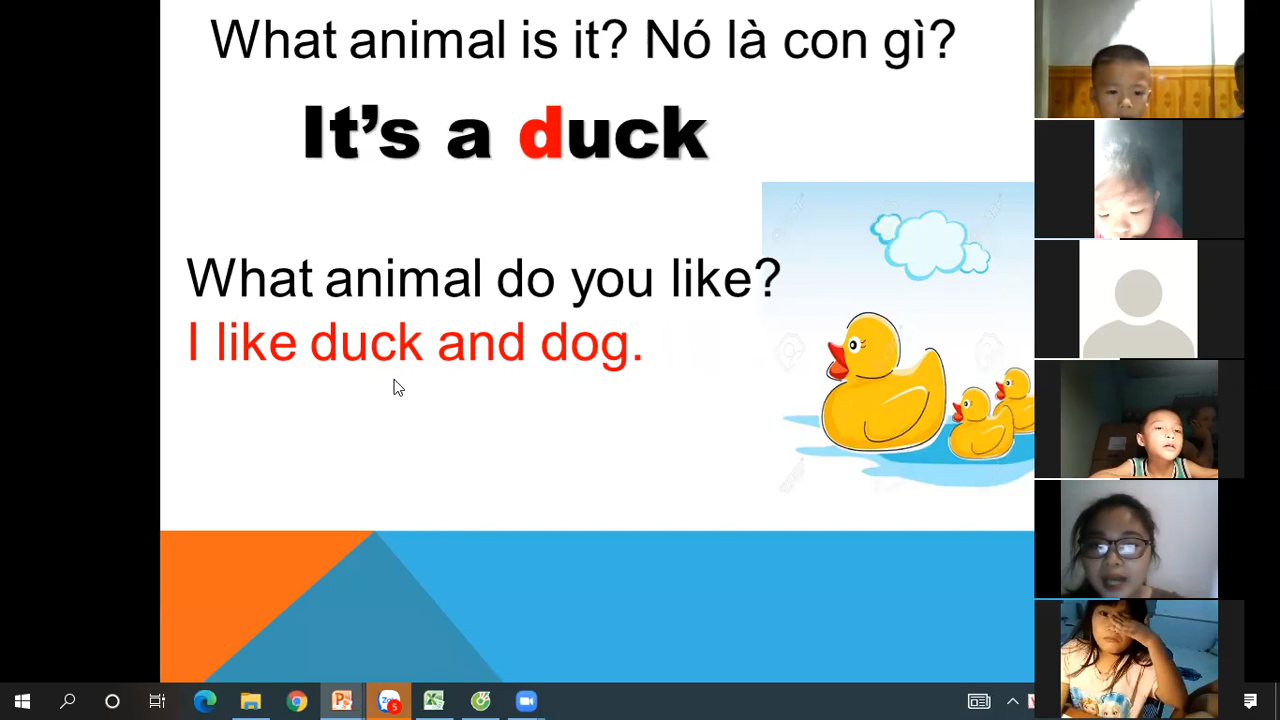 What animal is it? Nó là con gì?
It's a duck
What animal do you like?
I like duck and dog.